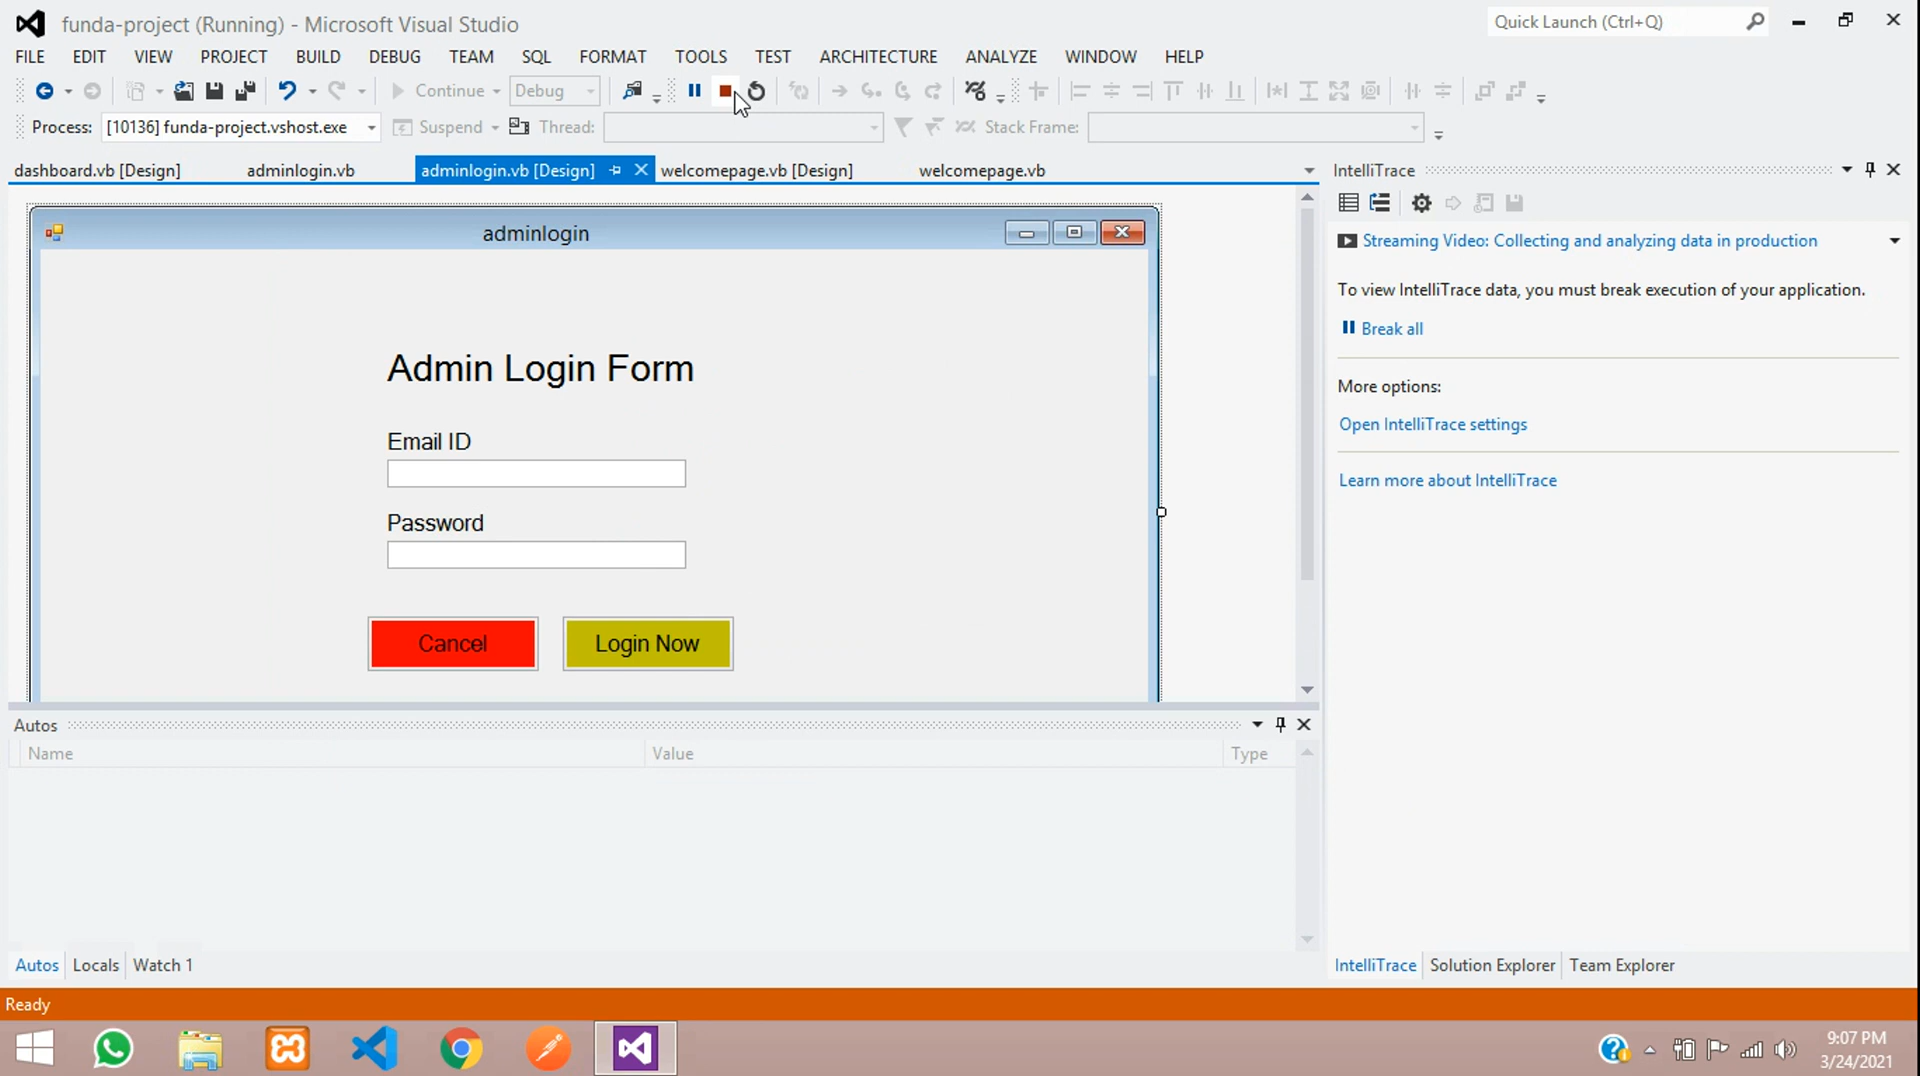 funda-project (Running) - Microsoft Visual Studio
Quick Launch (Ctrl+Q)
FILE EDIT VIEW PROJECT BUILD DEBUG TEAM SQL FORMAT TOOLS TEST ARCHITECTURE ANALYZE WINDOW HELP
Continue Debug
Process: [10136] funda-project.vshost.exe Suspend Thread: Stack Frame:
dashboard.vb [Design] adminlogin.vb adminlogin.vb [Design] welcomepage.vb [Design] welcomepage.vb
IntelliTrace
adminlogin
Streaming Video: Collecting and analyzing data in production
To view IntelliTrace data, you must break execution of your application.
Break all
More options:
Open IntelliTrace settings
Learn more about IntelliTrace
Admin Login Form
Email ID
Password
Cancel Login Now
Autos
Name Value Type
Autos Locals Watch 1
IntelliTrace Solution Explorer Team Explorer
Ready
9:07 PM
3/24/2021